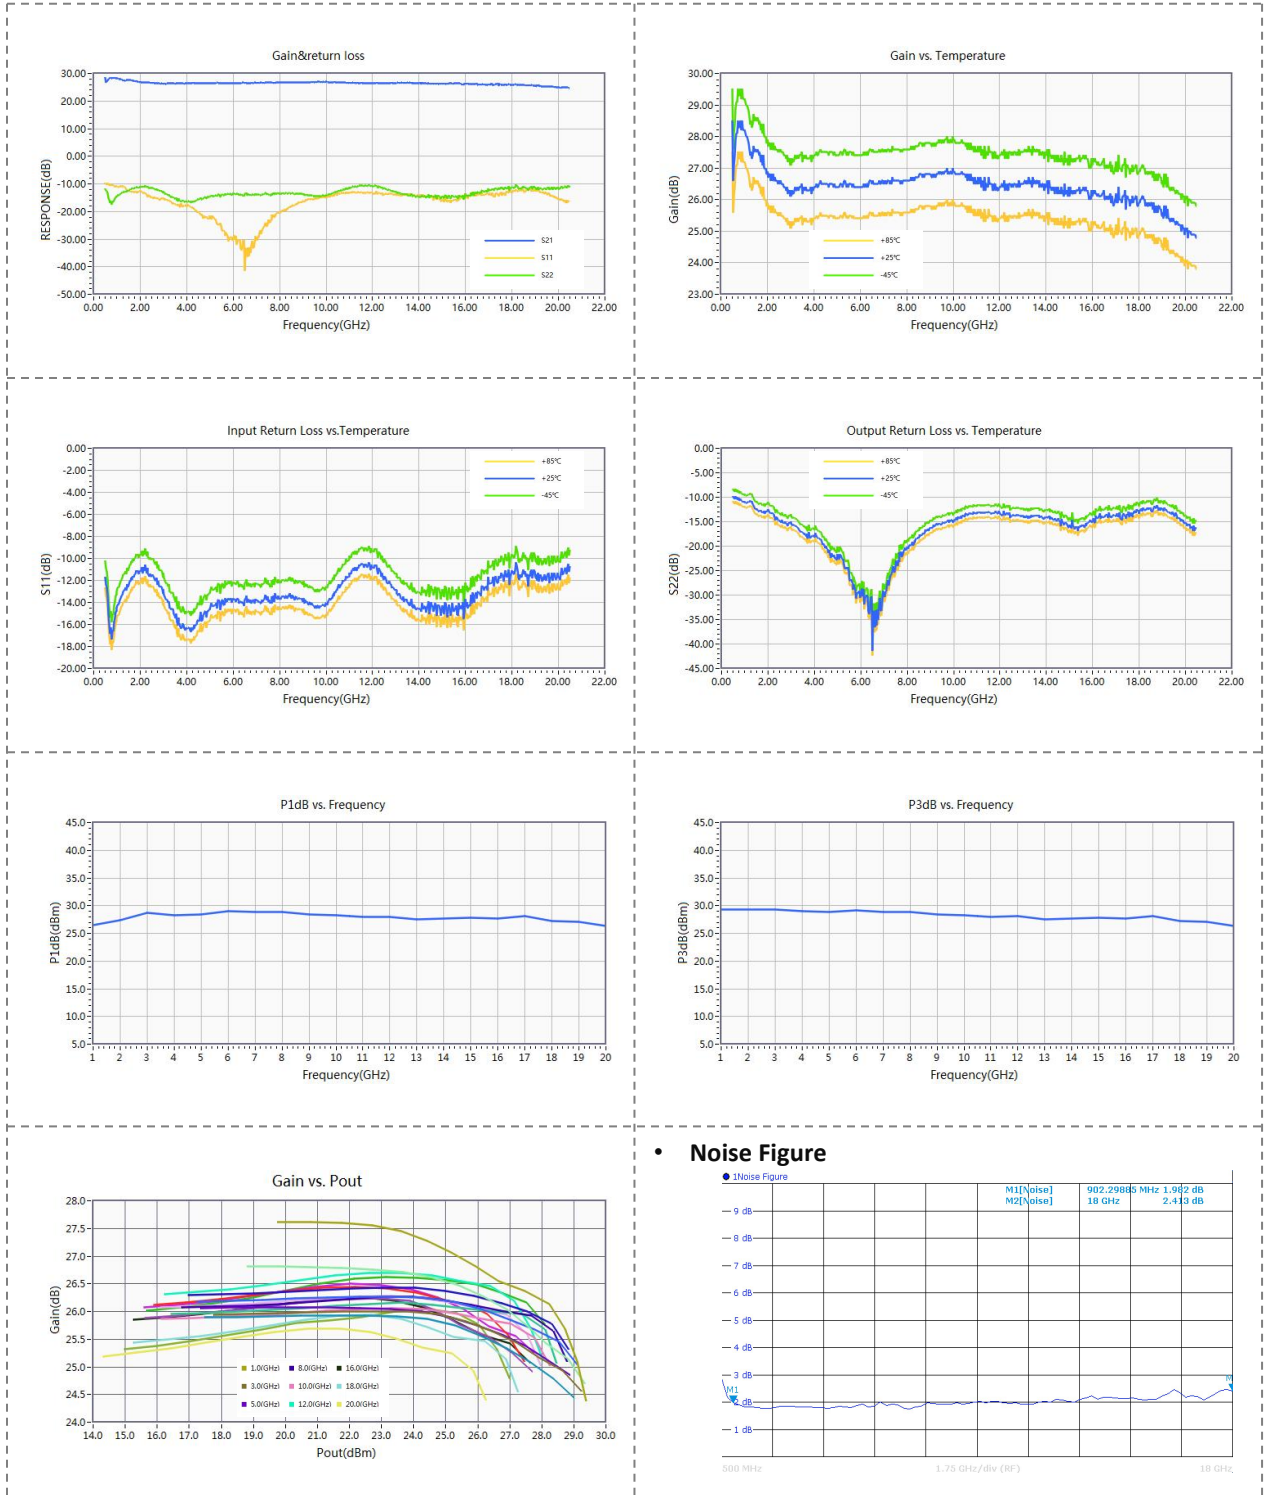 Gain&return loss
30.00
20.00
10.00
0.00
-10.00
-20.00
-30.00
-40.00
-50.00
RESPONSE(dB)
S21
S11
S22
0.00 2.00 4.00 6.00 8.00 10.00 12.00 14.00 16.00 18.00 20.00 22.00
Frequency(GHz)
Gain vs. Temperature
30.00
29.00
28.00
27.00
26.00
25.00
24.00
23.00
Gain(dB)
+85℃
+25℃
-45℃
0.00 2.00 4.00 6.00 8.00 10.00 12.00 14.00 16.00 18.00 20.00 22.00
Frequency(GHz)
Input Return Loss vs.Temperature
0.00
-2.00
-4.00
-6.00
-8.00
-10.00
-12.00
-14.00
-16.00
-18.00
-20.00
S11(dB)
+85℃
+25℃
-45℃
0.00 2.00 4.00 6.00 8.00 10.00 12.00 14.00 16.00 18.00 20.00 22.00
Frequency(GHz)
Output Return Loss vs. Temperature
0.00
-5.00
-10.00
-15.00
-20.00
-25.00
-30.00
-35.00
-40.00
-45.00
S22(dB)
+85℃
+25℃
-45℃
0.00 2.00 4.00 6.00 8.00 10.00 12.00 14.00 16.00 18.00 20.00 22.00
Frequency(GHz)
P1dB vs. Frequency
45.0
40.0
35.0
30.0
25.0
20.0
15.0
10.0
5.0
P1dB(dBm)
1 2 3 4 5 6 7 8 9 10 11 12 13 14 15 16 17 18 19 20
Frequency(GHz)
P3dB vs. Frequency
45.0
40.0
35.0
30.0
25.0
20.0
15.0
10.0
5.0
P3dB(dBm)
1 2 3 4 5 6 7 8 9 10 11 12 13 14 15 16 17 18 19 20
Frequency(GHz)
Gain vs. Pout
28.0
27.5
27.0
26.5
26.0
25.5
25.0
24.5
24.0
Gain(dB)
1.0(GHz) 8.0(GHz) 16.0(GHz)
3.0(GHz) 10.0(GHz) 18.0(GHz)
5.0(GHz) 12.0(GHz) 20.0(GHz)
14.0 15.0 16.0 17.0 18.0 19.0 20.0 21.0 22.0 23.0 24.0 25.0 26.0 27.0 28.0 29.0 30.0
Pout(dBm)
• Noise Figure
1Noise Figure
M1[Noise] 902.29885 MHz 1.982 dB
M2[Noise] 18 GHz 2.413 dB
9 dB
8 dB
7 dB
6 dB
5 dB
4 dB
3 dB
M1
M
2 dB
1 dB
500 MHz 1.75 GHz/div (RF) 18 GHz